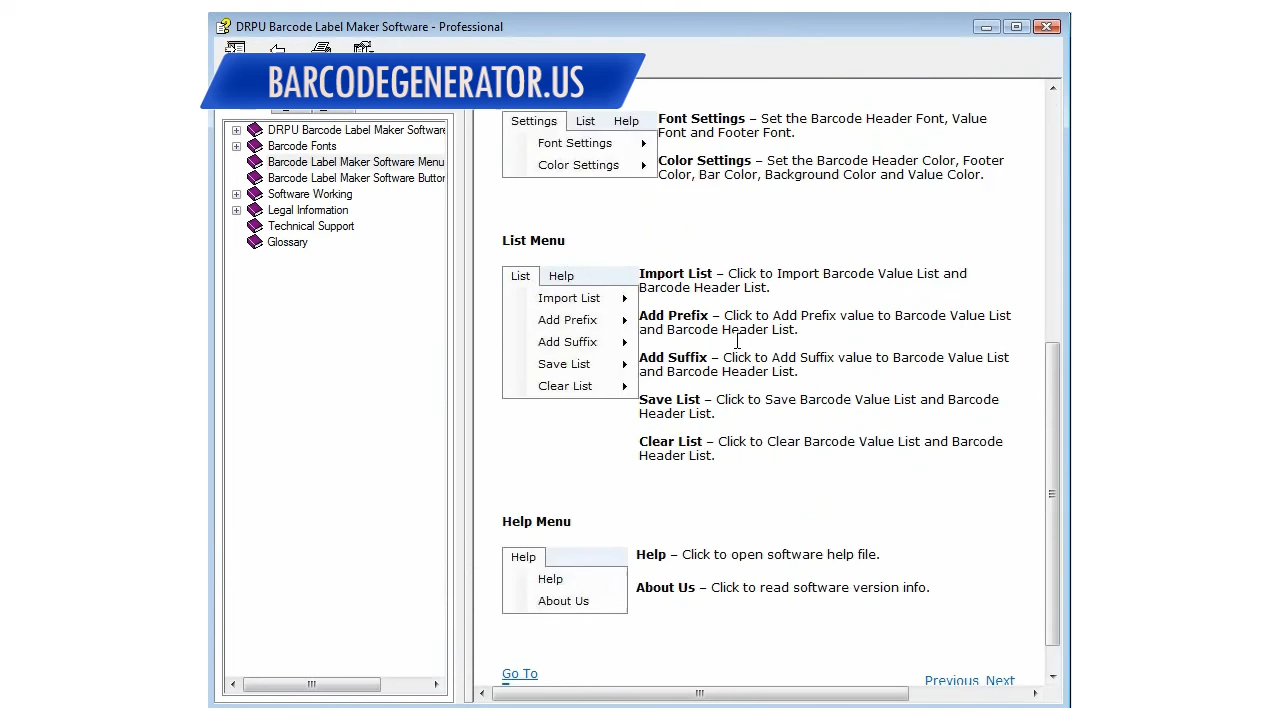 DRPU Barcode Label Maker Software - Professional
BARCODEGENERATOR.US
DRPU Barcode Label Maker Software
Barcode Fonts
Barcode Label Maker Software Menu
Barcode Label Maker Software Button
Software Working
Legal Information
Technical Support
Glossary
Settings List Help
Font Settings
Color Settings
Font Settings – Set the Barcode Header Font, Value
Font and Footer Font.
Color Settings – Set the Barcode Header Color, Footer
Color, Bar Color, Background Color and Value Color.
List Menu
List Help
Import List
Add Prefix
Add Suffix
Save List
Clear List
Import List – Click to Import Barcode Value List and
Barcode Header List.
Add Prefix – Click to Add Prefix value to Barcode Value List
and Barcode Header List.
Add Suffix – Click to Add Suffix value to Barcode Value List
and Barcode Header List.
Save List – Click to Save Barcode Value List and Barcode
Header List.
Clear List – Click to Clear Barcode Value List and Barcode
Header List.
Help Menu
Help
Help
About Us
Help – Click to open software help file.
About Us – Click to read software version info.
Go To
Previous Next